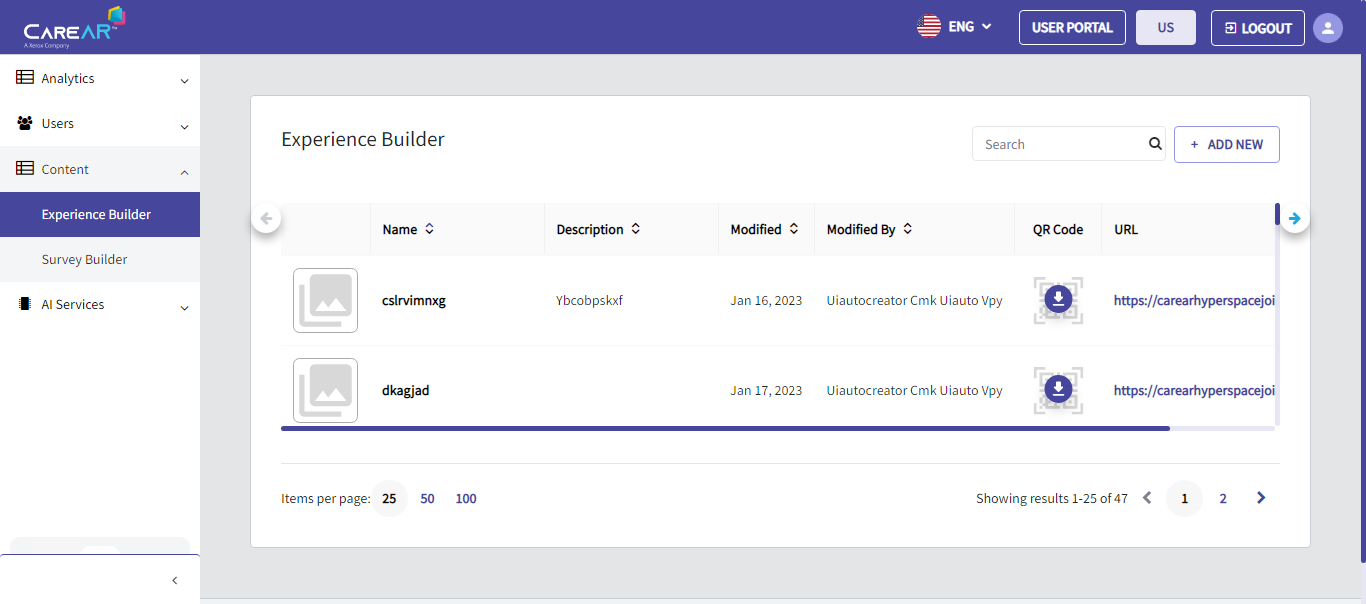 CAREAR™
A Xerox Company
ENG
USER PORTAL
US
LOGOUT
Analytics
Users
Content
Experience Builder
Survey Builder
AI Services
Experience Builder
Search
+ ADD NEW
Name Description Modified Modified By QR Code URL
cslrvimnxg Ybcobpskxf Jan 16, 2023 Uiautocreator Cmk Uiauto Vpy https://carearhyperspacejoi
dkagjad Jan 17, 2023 Uiautocreator Cmk Uiauto Vpy https://carearhyperspacejoi
Items per page: 25 50 100
Showing results 1-25 of 47 1 2